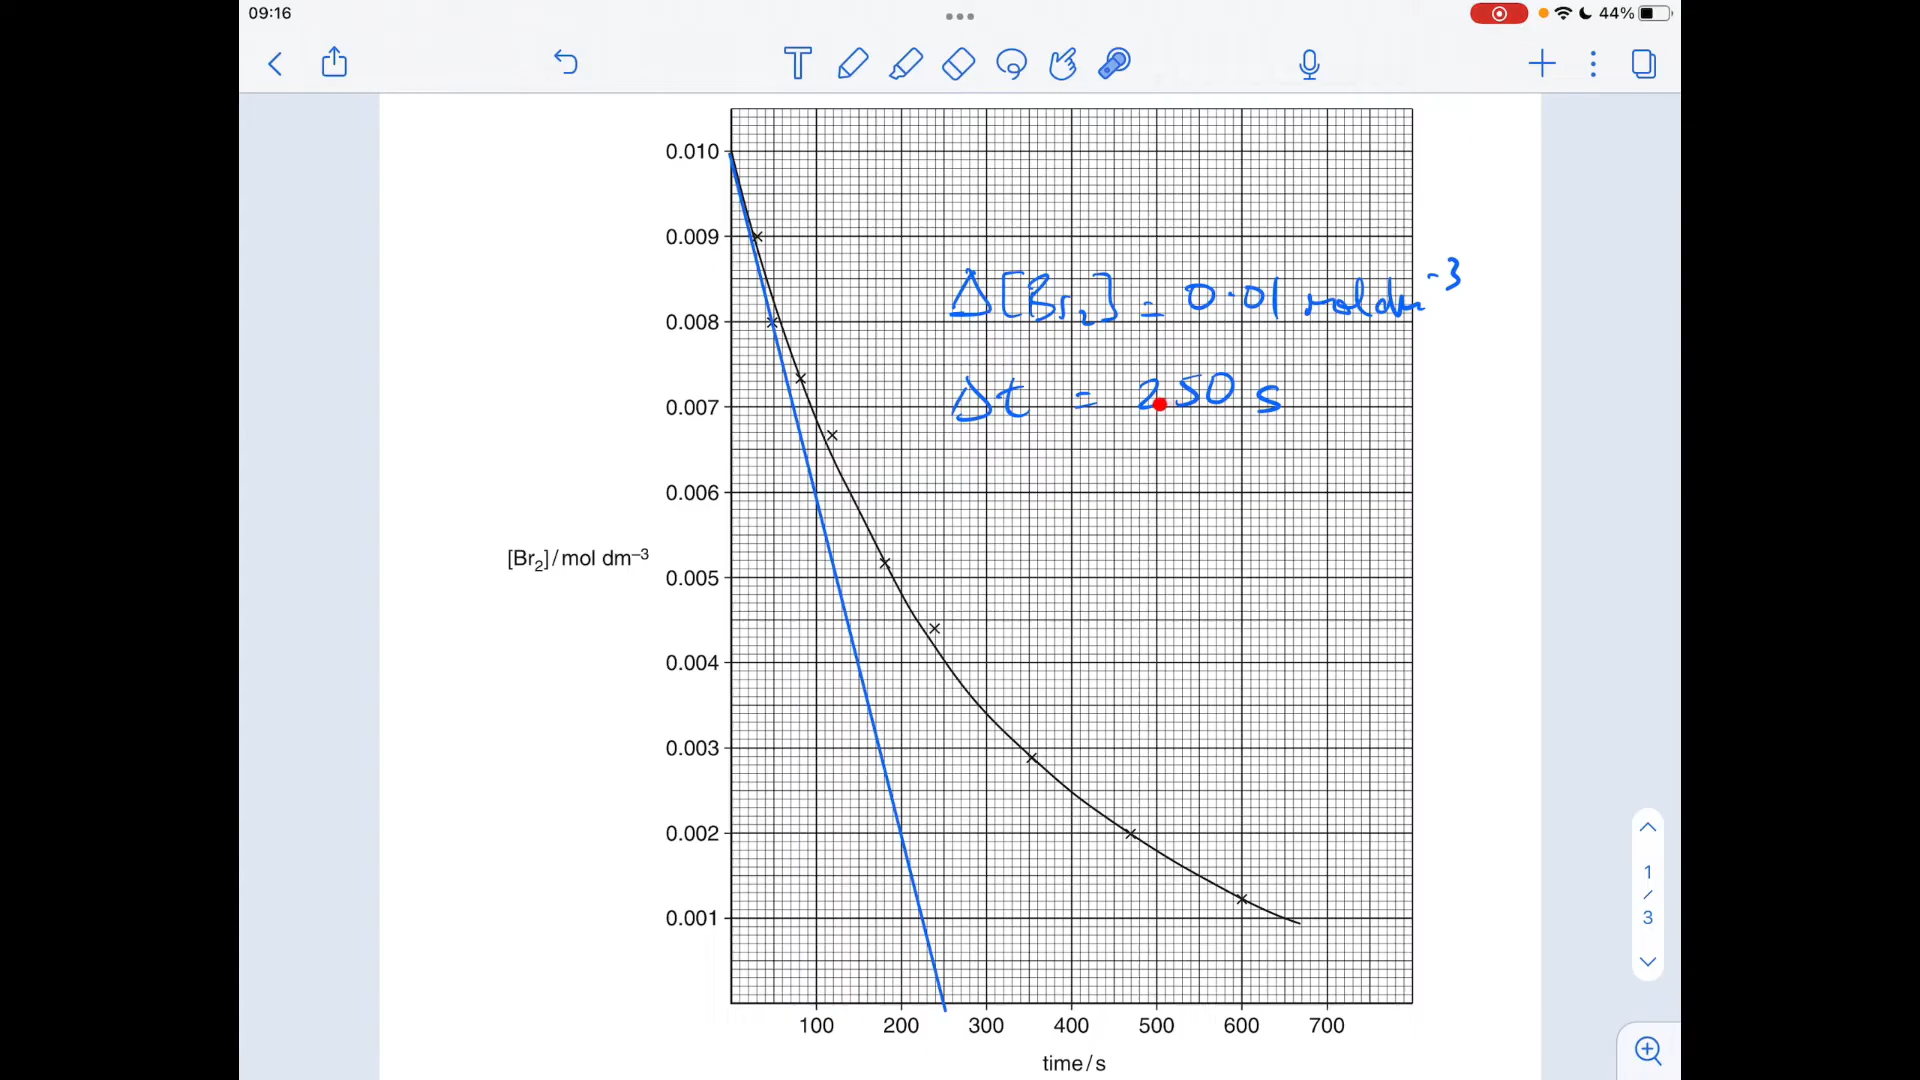 09:16
44%
T
0.010
0.009
Δ[Br₂] = 0.01 mol dm⁻³
0.008
Δt = 250 s
0.007
0.006
[Br₂]/mol dm⁻³
0.005
0.004
0.003
0.002
0.001
1
/
3
100 200 300 400 500 600 700
time/s